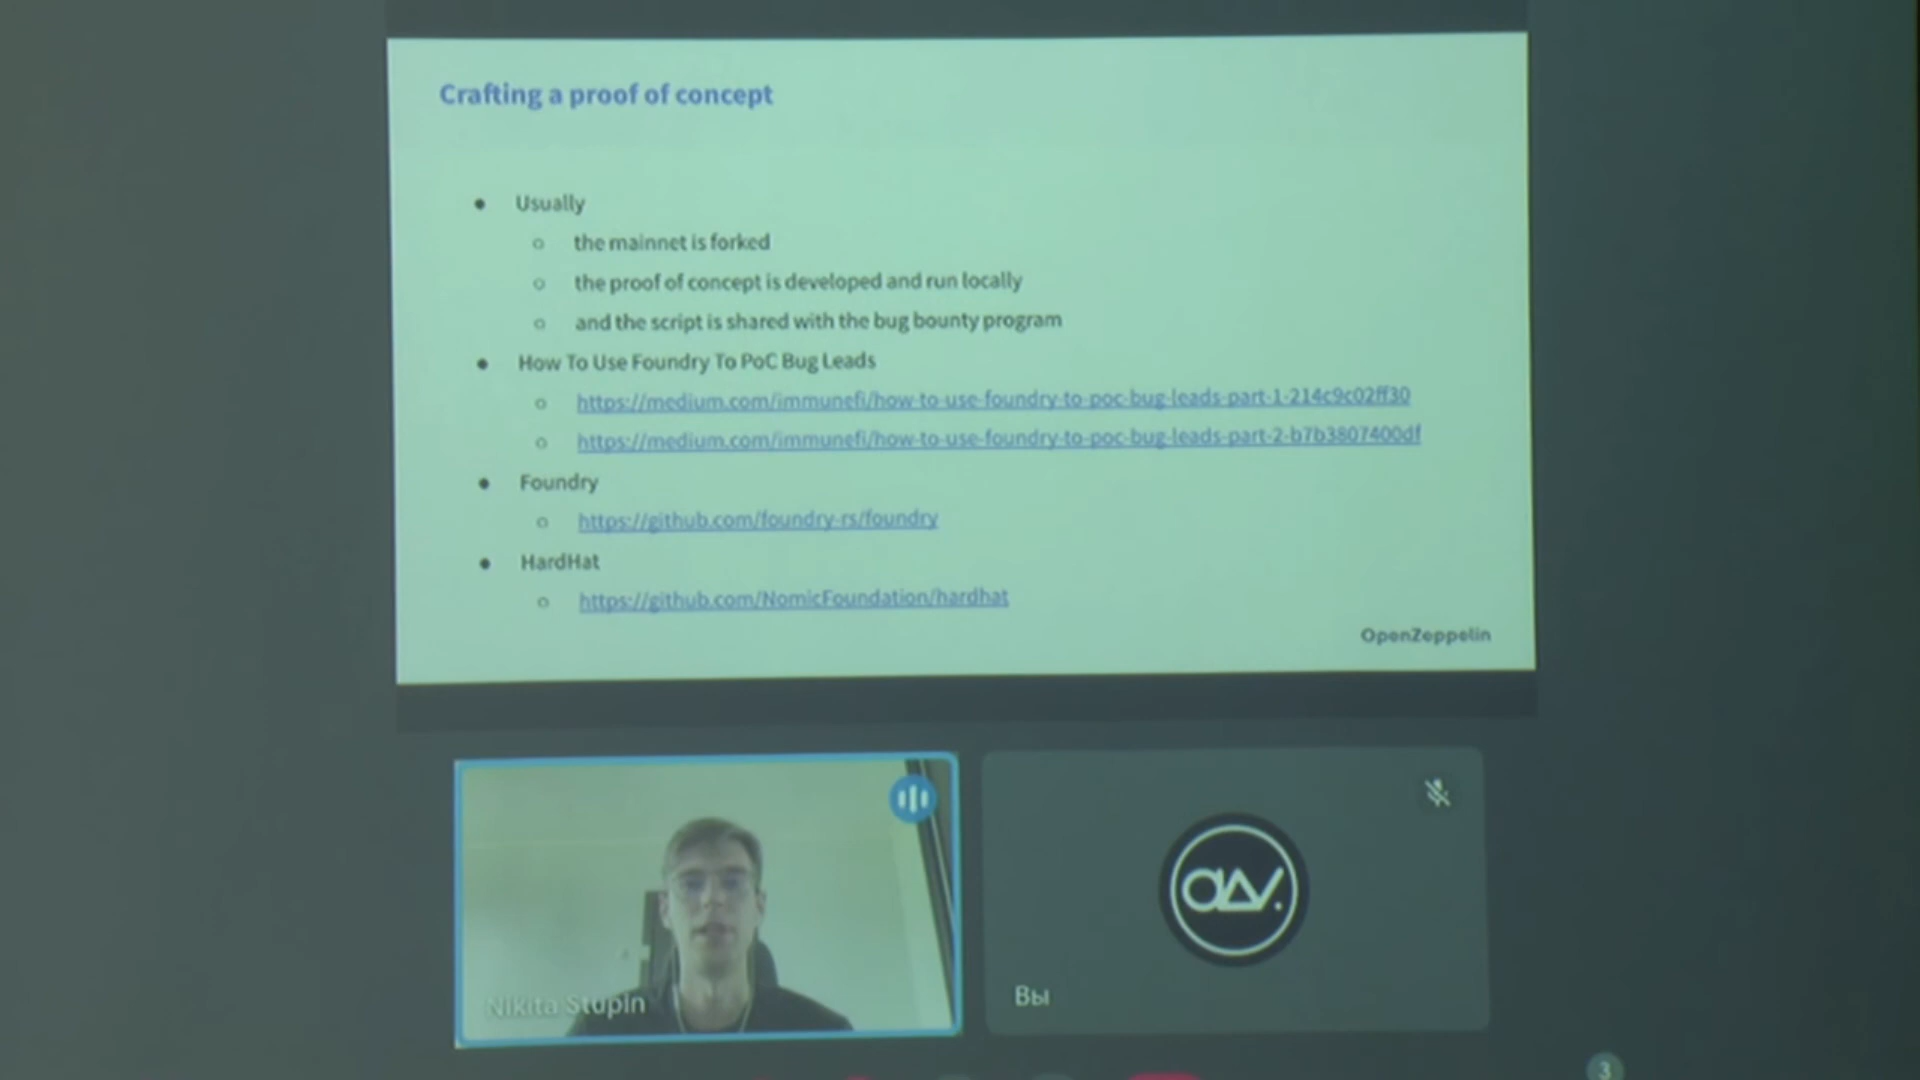 Crafting a proof of concept
Usually
the mainnet is forked
the proof of concept is developed and run locally
and the script is shared with the bug bounty program
How To Use Foundry To PoC Bug Leads
https://medium.com/immunefi/how-to-use-foundry-to-poc-bug-leads-part-1-214c9c02ff30
https://medium.com/immunefi/how-to-use-foundry-to-poc-bug-leads-part-2-b7b3807400df
Foundry
https://github.com/foundry-rs/foundry
HardHat
https://github.com/NomicFoundation/hardhat
OpenZeppelin
Nikita Stupin
Вы
3